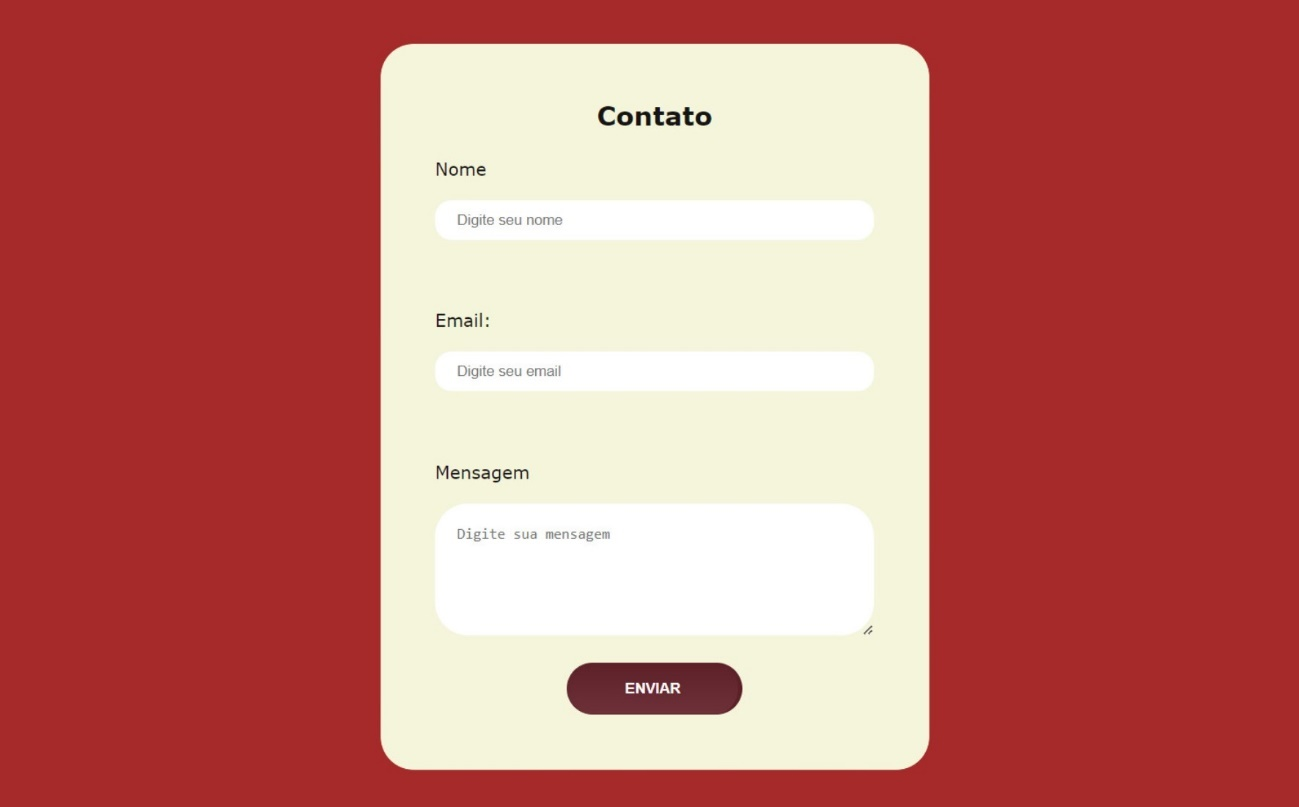 Contato
Nome
Digite seu nome
Email:
Digite seu email
Mensagem
Digite sua mensagem
ENVIAR